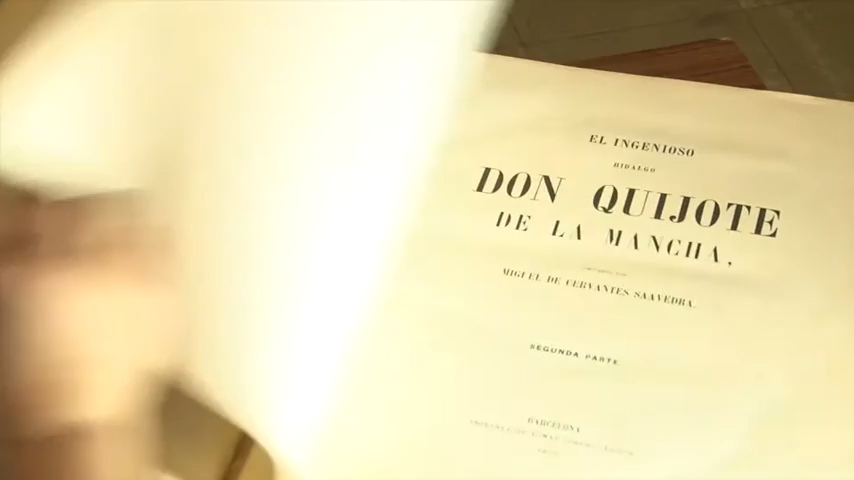 EL INGENIOSO
HIDALGO
DON QUIJOTE
DE LA MANCHA,
MIGUEL DE CERVANTES SAAVEDRA.
SEGUNDA PARTE
BARCELONA